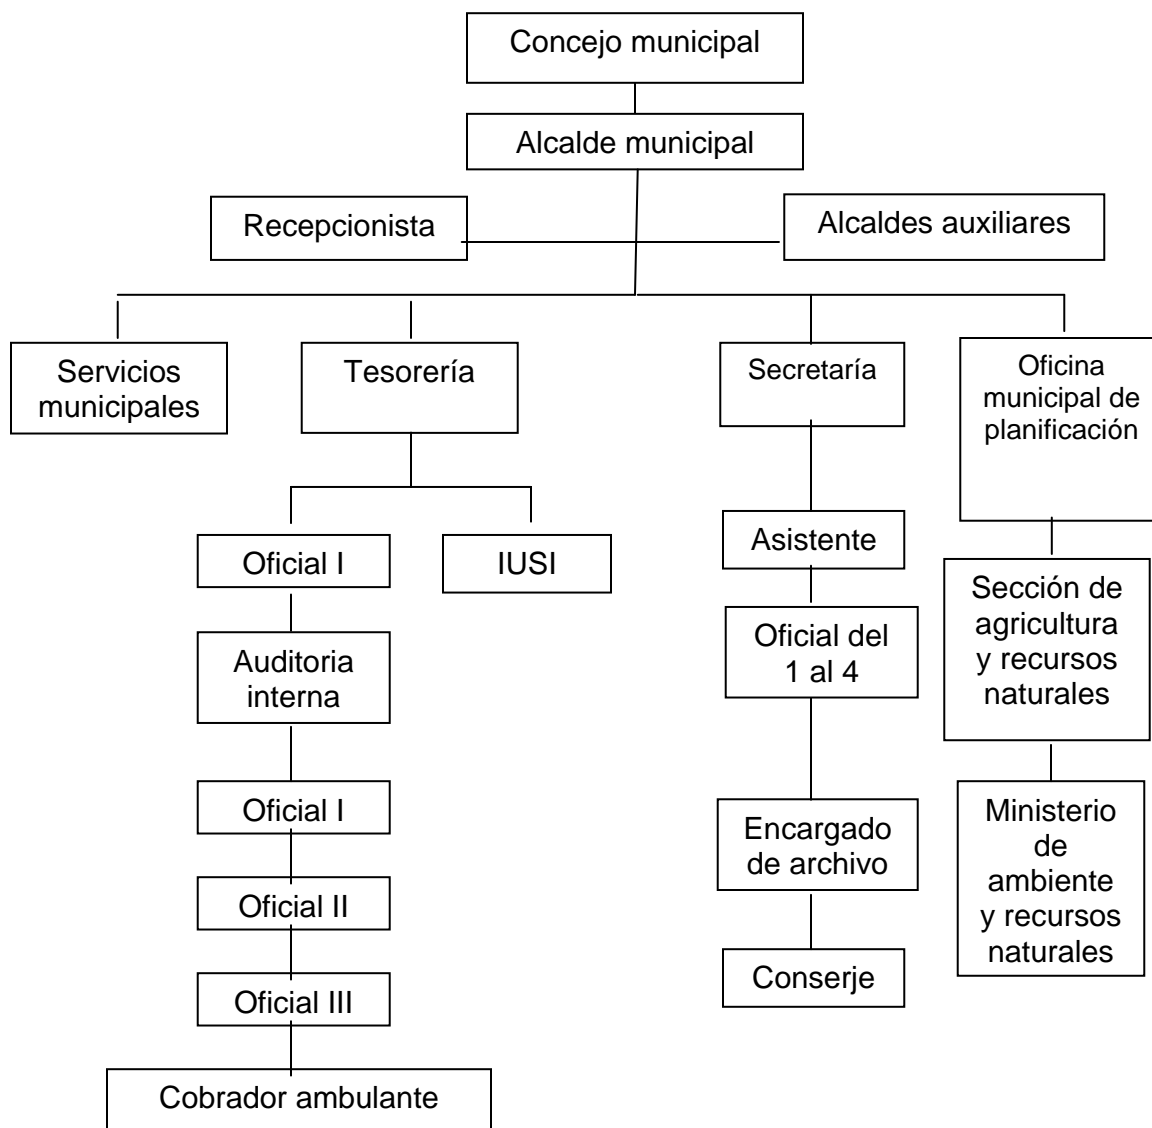 Concejo municipal
Alcalde municipal
Recepcionista
Alcaldes auxiliares
Servicios
municipales
Tesorería
Secretaría
Oficina
municipal de
planificación
Oficial I
IUSI
Auditoria
interna
Oficial I
Oficial II
Oficial III
Cobrador ambulante
Asistente
Oficial del
1 al 4
Encargado
de archivo
Conserje
Sección de
agricultura
y recursos
naturales
Ministerio
de
ambiente
y recursos
naturales